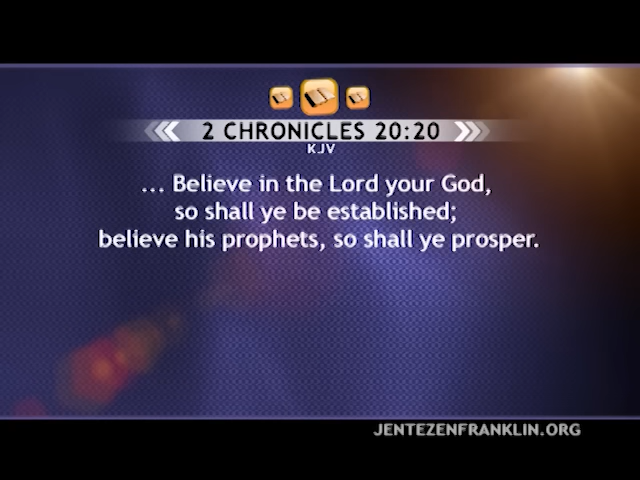 2 CHRONICLES 20:20
KJV
... Believe in the Lord your God,
so shall ye be established;
believe his prophets, so shall ye prosper.
JENTEZENFRANKLIN.ORG